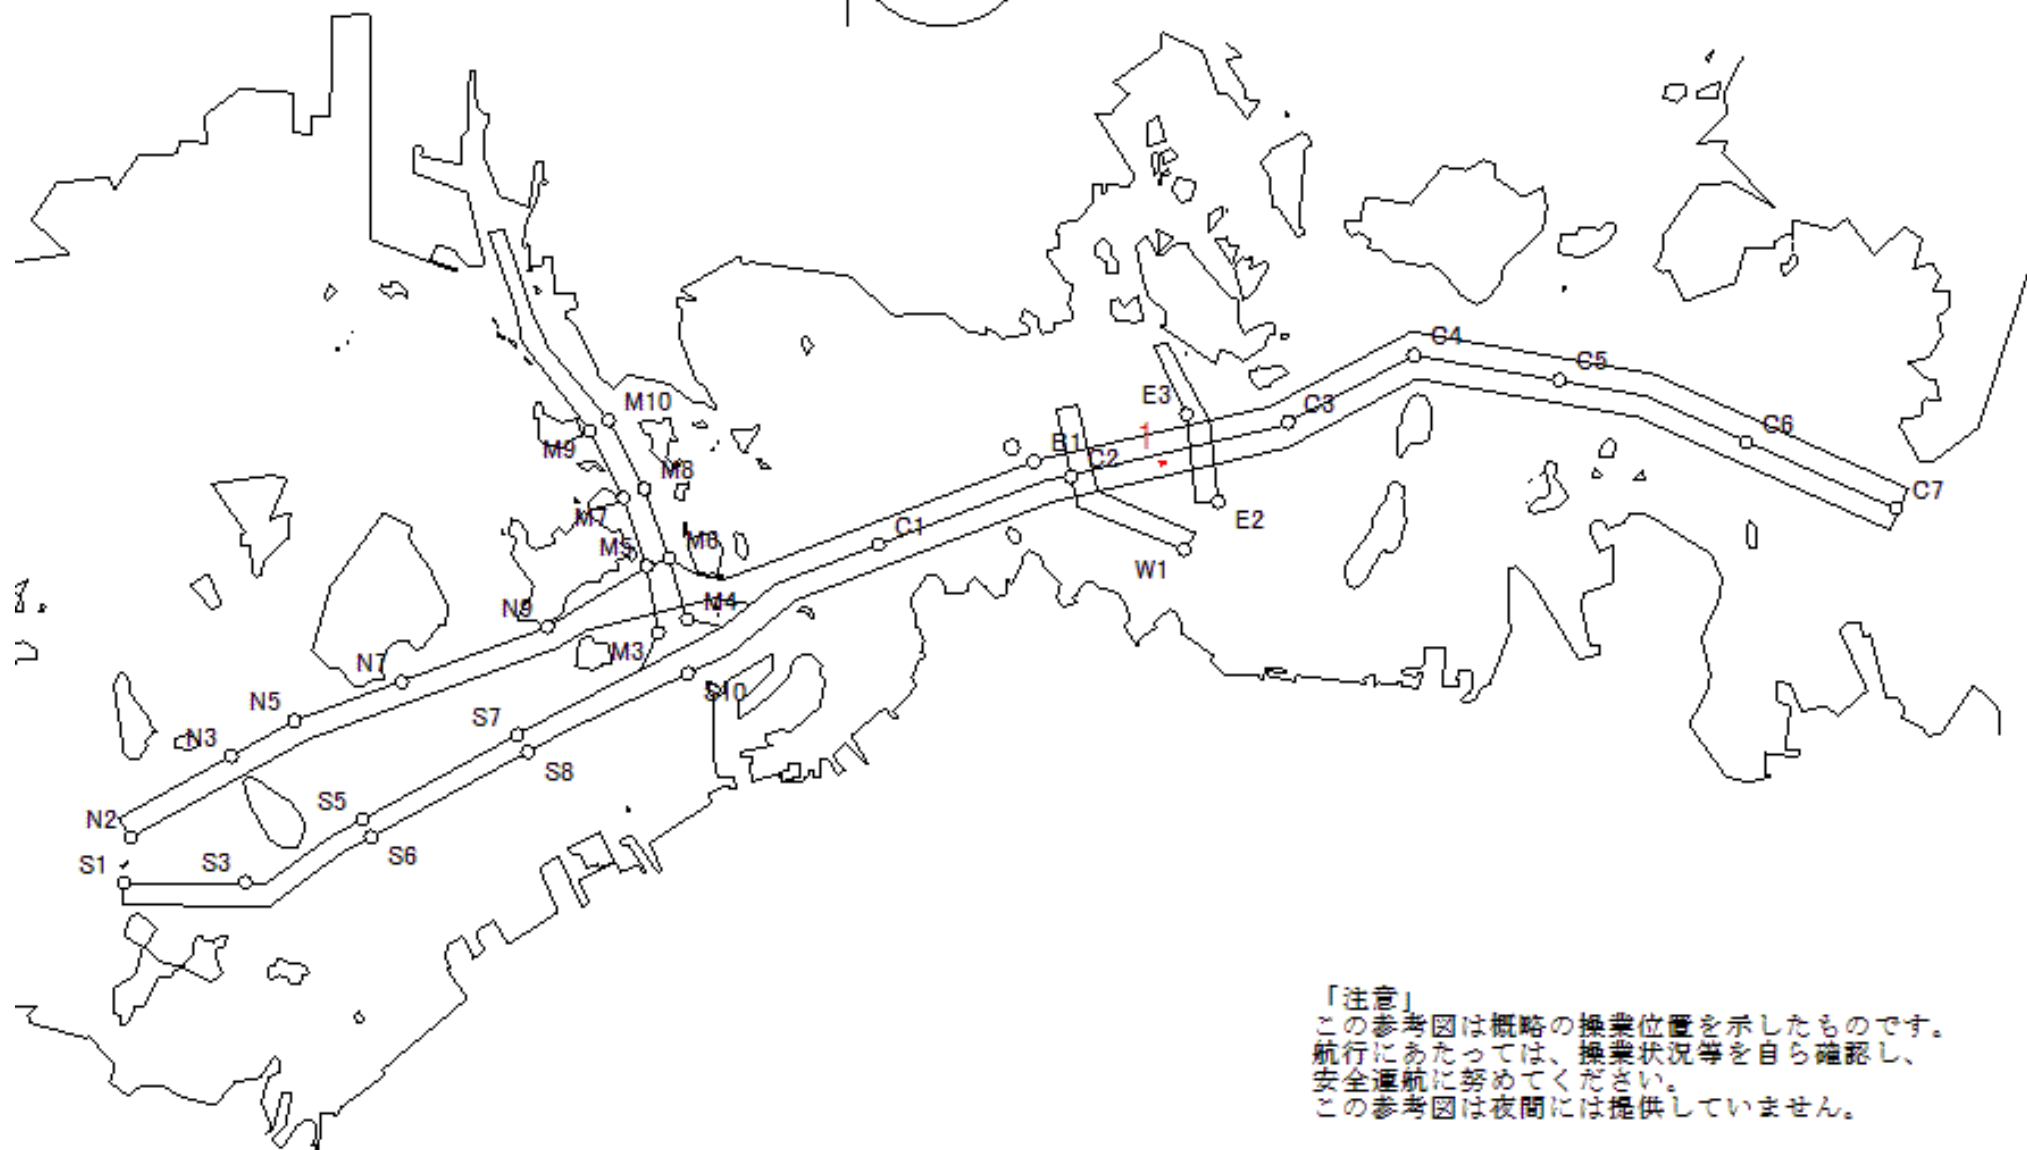 C4
C5
M10
E3
C3
1
C6
M9
B1
C2
M8
C7
M7
E2
C1
M5
M6
W1
N9
M4
N7
M3
S10
N5
S7
N3
S8
S5
N2
S6
S1
S3
「注意」
この参考図は概略の操業位置を示したものです。
航行にあたっては、操業状況等を自ら確認し、
安全運航に努めてください。
この参考図は夜間には提供していません。